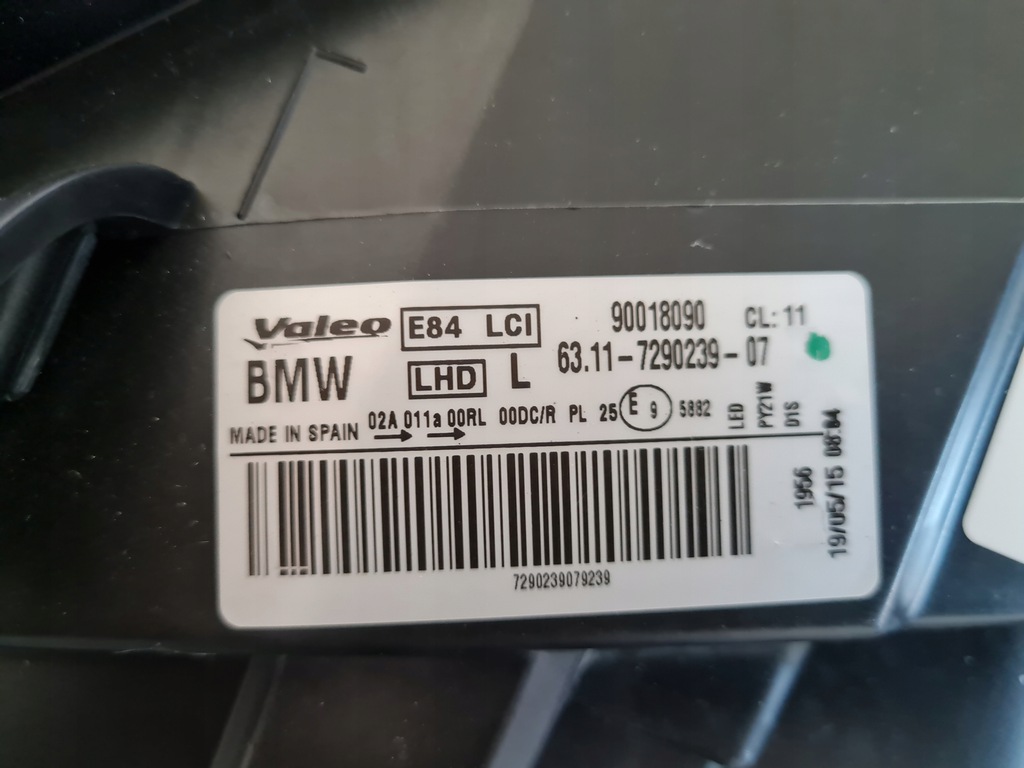 Valeo E84 LCI 90018090 CL: 11
BMW LHD L 63.11-7290239-07
MADE IN SPAIN 02A 011a 00RL 00DC/R PL 25 E 9 5882
LED
PY21W
D1S
1956
19/05/15 08:04
7290239079239